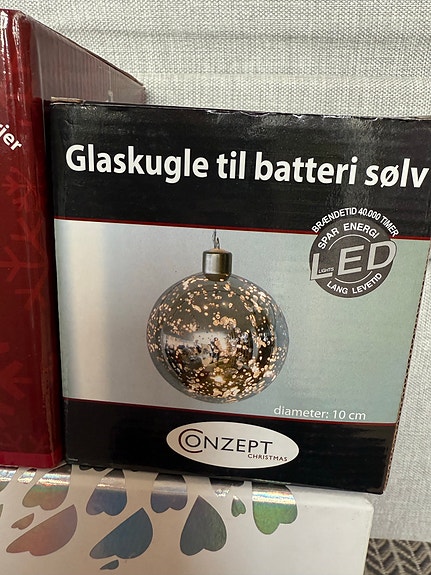 ier
Glaskugle til batteri sølv
BRÆNDETID 40.000 TIMER
SPAR ENERGI
LED
LIGHTS
LANG LEVETID
diameter: 10 cm
CONZEPT
CHRISTMAS